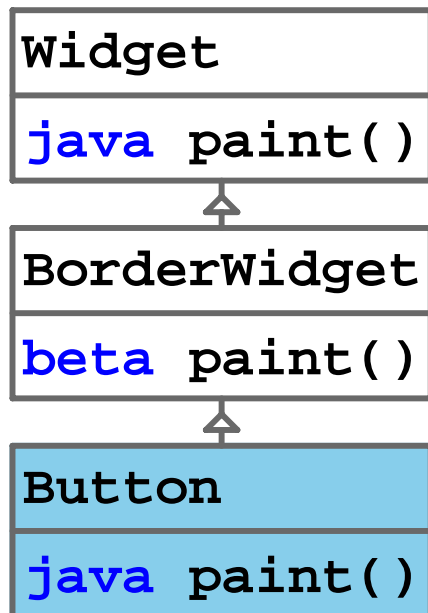 Widget
java paint()
BorderWidget
beta paint()
Button
java paint()